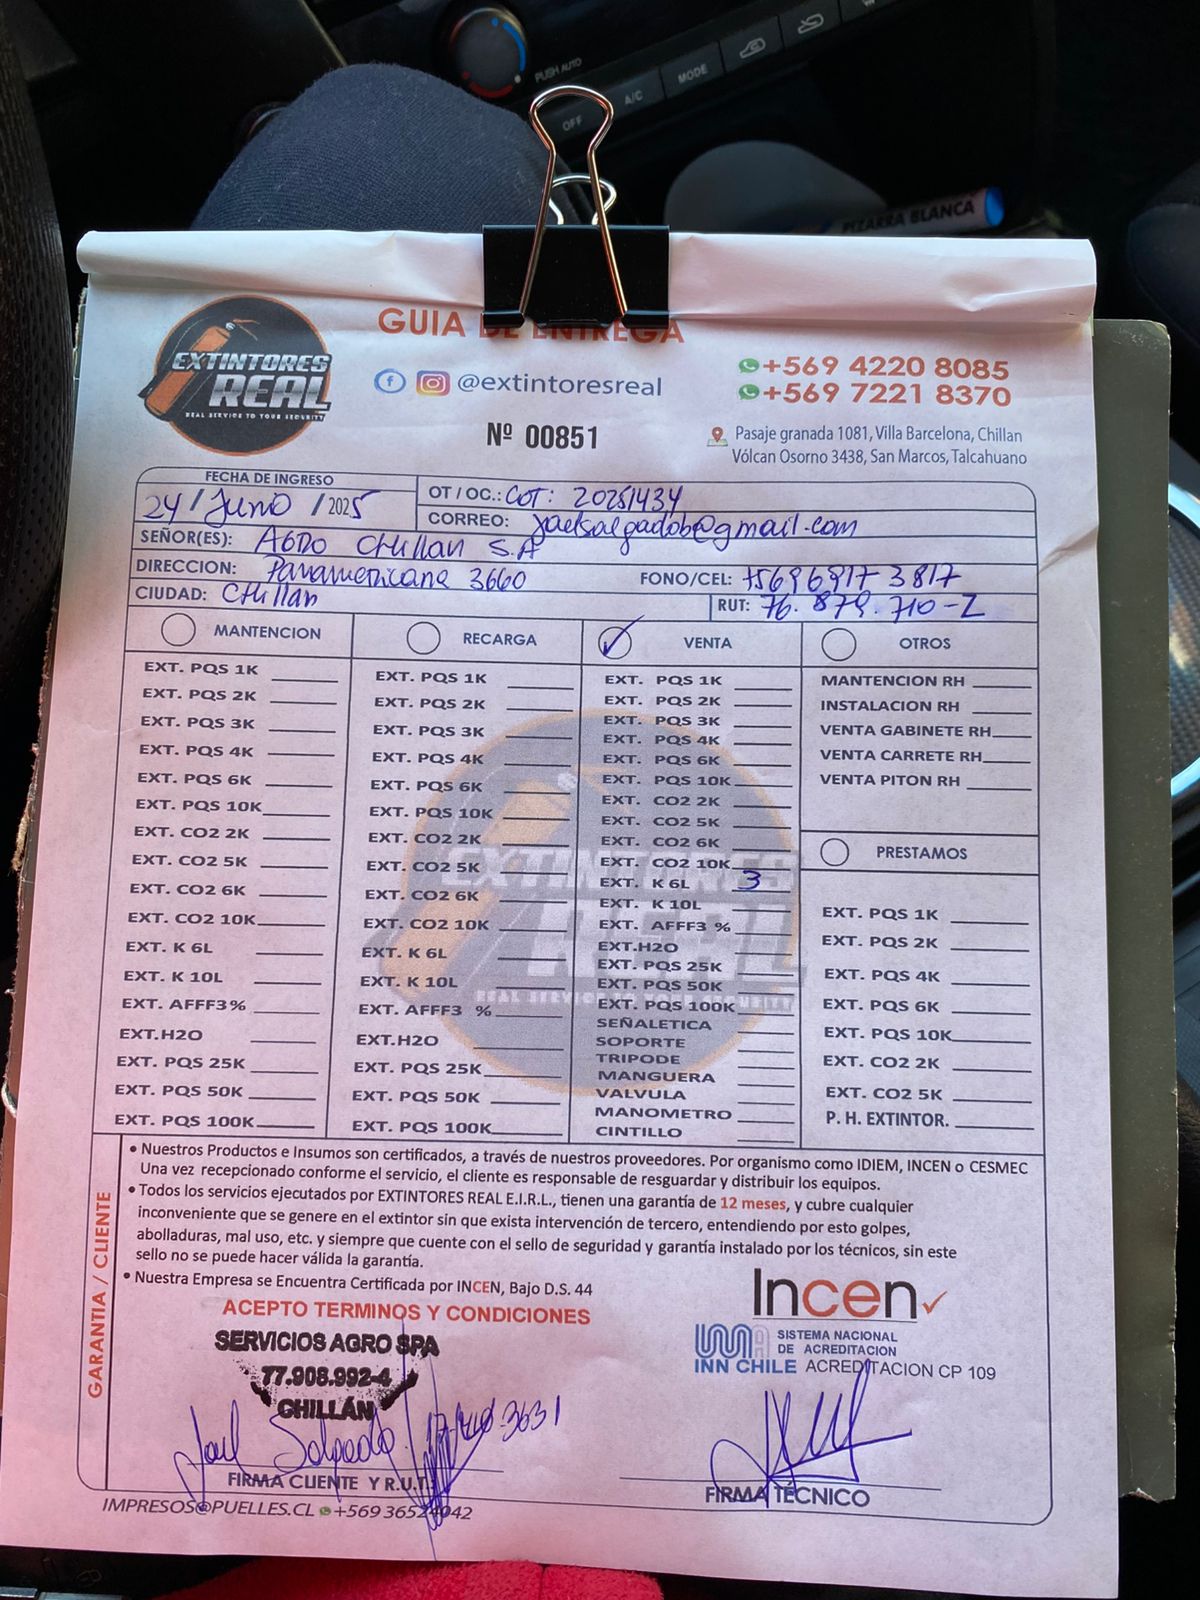 PUSH AUTO
OFF
A/C
MODE
PIZARRA BLANCA
GUIA DE ENTREGA
EXTINTORES
REAL
REAL SERVICE TO YOUR SECURITY
@extintoresreal
+569 4220 8085
+569 7221 8370
Nº 00851
Pasaje granada 1081, Villa Barcelona, Chillan
Vólcan Osorno 3438, San Marcos, Talcahuano
FECHA DE INGRESO
24 / Junio / 2025
OT / OC.: COT: 20251434
CORREO: jaelsalgadob@gmail.com
SEÑOR(ES): AGRO CHILLAN S.A
DIRECCION: Panamericana 3660
FONO/CEL: +56969173817
CIUDAD: CHILLAN
RUT: 76.879.710-2
MANTENCION
EXT. PQS 1K
EXT. PQS 2K
EXT. PQS 3K
EXT. PQS 4K
EXT. PQS 6K
EXT. PQS 10K
EXT. CO2 2K
EXT. CO2 5K
EXT. CO2 6K
EXT. CO2 10K
EXT. K 6L
EXT. K 10L
EXT. AFFF3%
EXT.H2O
EXT. PQS 25K
EXT. PQS 50K
EXT. PQS 100K
RECARGA
EXT. PQS 1K
EXT. PQS 2K
EXT. PQS 3K
EXT. PQS 4K
EXT. PQS 6K
EXT. PQS 10K
EXT. CO2 2K
EXT. CO2 5K
EXT. CO2 6K
EXT. CO2 10K
EXT. K 6L
EXT. K 10L
EXT. AFFF3 %
EXT.H2O
EXT. PQS 25K
EXT. PQS 50K
EXT. PQS 100K
✓ VENTA
EXT. PQS 1K
EXT. PQS 2K
EXT. PQS 3K
EXT. PQS 4K
EXT. PQS 6K
EXT. PQS 10K
EXT. CO2 2K
EXT. CO2 5K
EXT. CO2 6K
EXT. CO2 10K
EXT. K 6L 3
EXT. K 10L
EXT. AFFF3 %
EXT.H2O
EXT. PQS 25K
EXT. PQS 50K
EXT. PQS 100K
SEÑALETICA
SOPORTE
TRIPODE
MANGUERA
VALVULA
MANOMETRO
CINTILLO
OTROS
MANTENCION RH
INSTALACION RH
VENTA GABINETE RH
VENTA CARRETE RH
VENTA PITON RH
PRESTAMOS
EXT. PQS 1K
EXT. PQS 2K
EXT. PQS 4K
EXT. PQS 6K
EXT. PQS 10K
EXT. CO2 2K
EXT. CO2 5K
P. H. EXTINTOR.
EXTINTORES
REAL
REAL SERVICE TO YOUR SECURITY
GARANTIA / CLIENTE
• Nuestros Productos e Insumos son certificados, a través de nuestros proveedores. Por organismo como IDIEM, INCEN o CESMEC
Una vez recepcionado conforme el servicio, el cliente es responsable de resguardar y distribuir los equipos.
• Todos los servicios ejecutados por EXTINTORES REAL E.I.R.L., tienen una garantía de 12 meses, y cubre cualquier
inconveniente que se genere en el extintor sin que exista intervención de tercero, entendiendo por esto golpes,
abolladuras, mal uso, etc. y siempre que cuente con el sello de seguridad y garantía instalado por los técnicos, sin este
sello no se puede hacer válida la garantía.
• Nuestra Empresa se Encuentra Certificada por INCEN, Bajo D.S. 44
ACEPTO TERMINOS Y CONDICIONES
SERVICIOS AGRO SPA
77.908.992-4
CHILLÁN
Jael Salgado
FIRMA CLIENTE Y R.U.T:
Incen
INN CHILE
SISTEMA NACIONAL
DE ACREDITACION
ACREDITACION CP 109
FIRMA TÉCNICO
IMPRESOS@PUELLES.CL +569 36524042